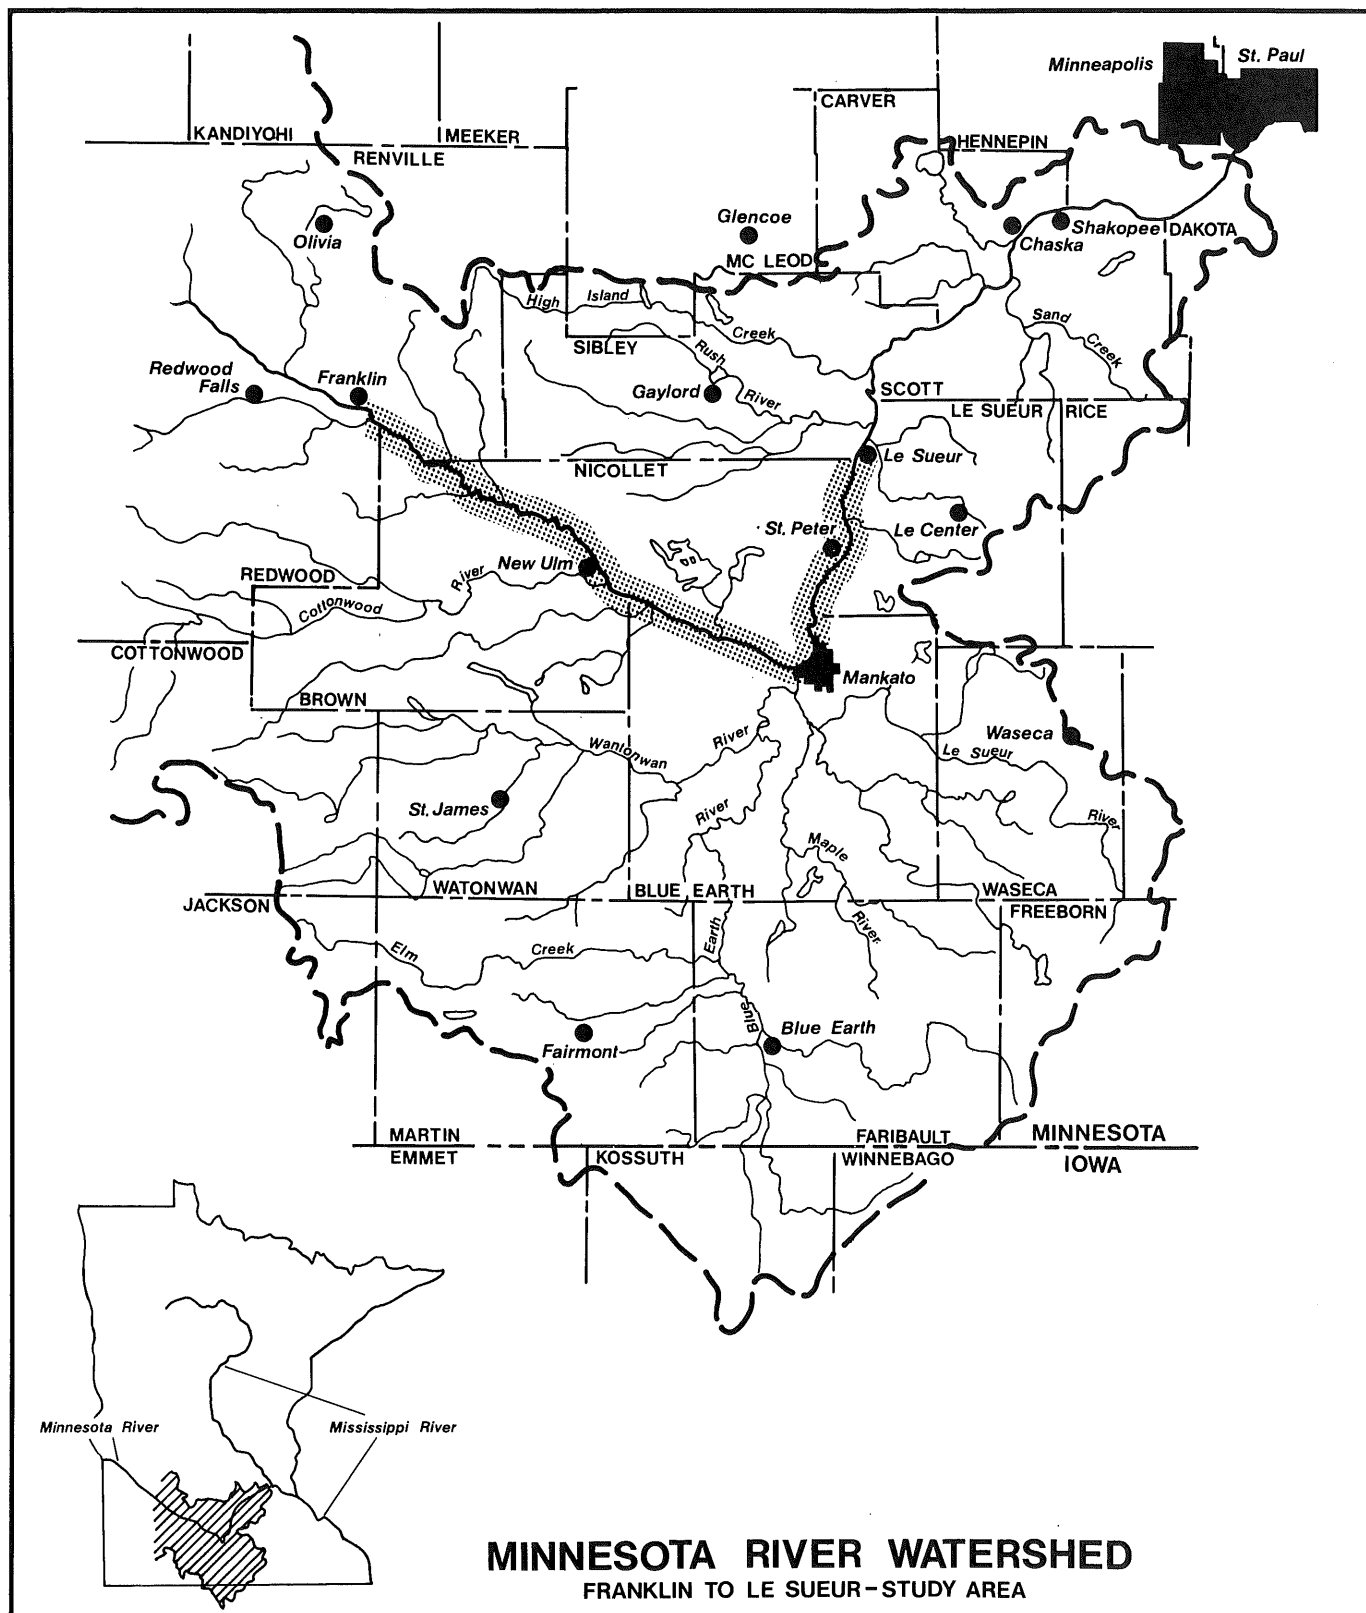 Minneapolis
St. Paul
CARVER
KANDIYOHI
MEEKER
HENNEPIN
RENVILLE
Olivia
Glencoe
Shakopee
DAKOTA
Chaska
MC LEOD
High Island Creek
Sand Creek
SIBLEY
Rush River
Redwood
Falls
Franklin
Gaylord
SCOTT
LE SUEUR
RICE
Le Sueur
NICOLLET
St. Peter
Le Center
New Ulm
REDWOOD
Cottonwood River
COTTONWOOD
Mankato
BROWN
Wantonwan River
Waseca
Le Sueur River
St. James
River
Maple River
WATONWAN
BLUE EARTH
WASECA
JACKSON
FREEBORN
Elm Creek
Earth
Blue
Blue Earth
Fairmont
MARTIN
FARIBAULT
MINNESOTA
EMMET
KOSSUTH
WINNEBAGO
IOWA
Minnesota River
Mississippi River
MINNESOTA RIVER WATERSHED
FRANKLIN TO LE SUEUR - STUDY AREA